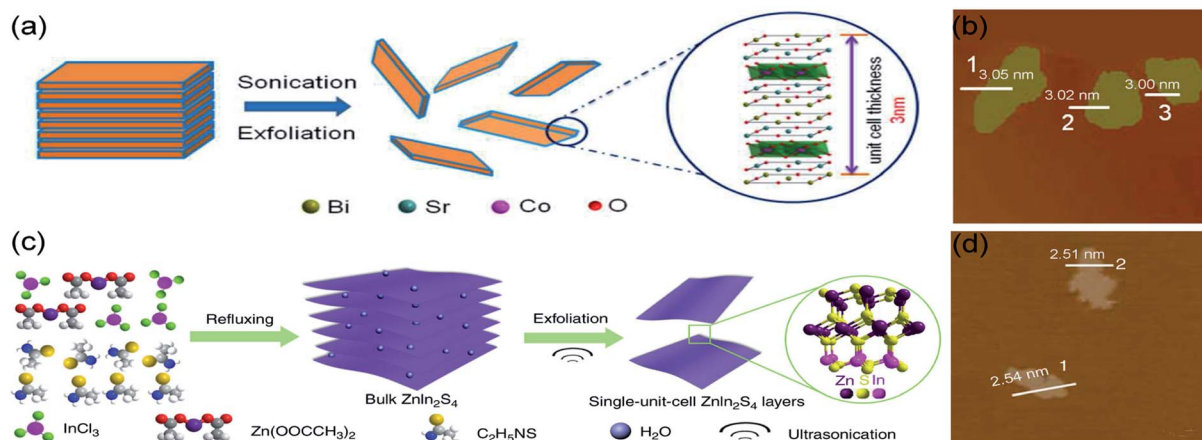 (a)
Sonication
Exfoliation
unit cell thickness
3nm
Bi Sr Co O
(b)
1
3.05 nm
3.02 nm
2
3.00 nm
3
(c)
Refluxing
Exfoliation
Bulk ZnIn2S4
Single-unit-cell ZnIn2S4 layers
Zn S In
InCl3 Zn(OOCCH3)2 C2H5NS H2O Ultrasonication
(d)
2.51 nm
2
2.54 nm
1